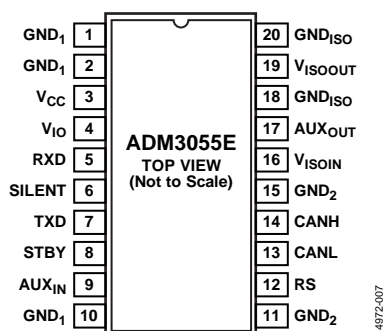 GND1 1 20 GNDISO
GND1 2 19 VISOOUT
VCC 3 18 GNDISO
VIO 4 17 AUXOUT
RXD 5 16 VISOIN
SILENT 6 15 GND2
TXD 7 14 CANH
STBY 8 13 CANL
AUXIN 9 12 RS
GND1 10 11 GND2
ADM3055E
TOP VIEW
(Not to Scale)
4972-007